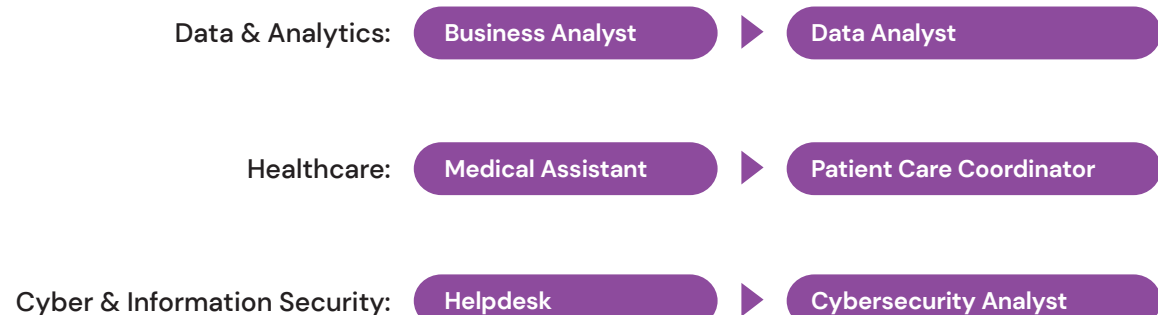 Data & Analytics: Business Analyst Data Analyst
Healthcare: Medical Assistant Patient Care Coordinator
Cyber & Information Security: Helpdesk Cybersecurity Analyst